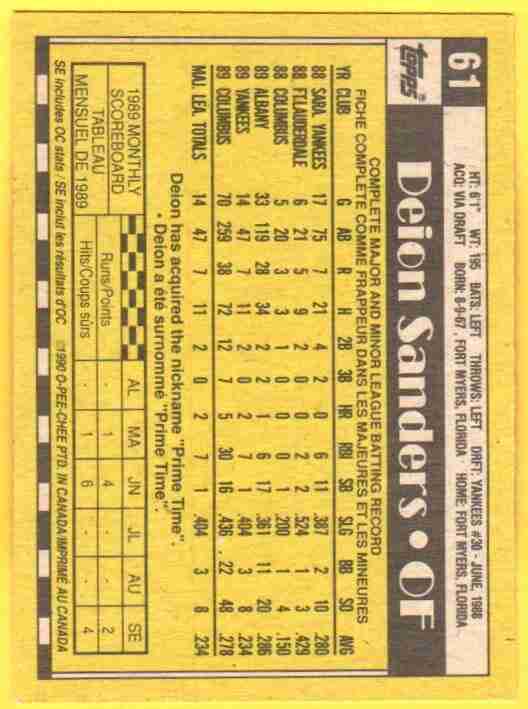 61
HT: 6'1" WT: 195 BATS: LEFT THROWS: LEFT DRFT: YANKEES #30 - JUNE, 1988
ACQ: VIA DRAFT BORN: 8-9-67, FORT MYERS, FLORIDA HOME: FORT MYERS, FLORIDA
TOPPS®
Deion Sanders • OF
COMPLETE MAJOR AND MINOR LEAGUE BATTING RECORD
FICHE COMPLETE COMME FRAPPEUR DANS LES MAJEURES ET LES MINEURES
YR CLUB G AB R H 2B 3B HR RBI SB SLG BB SO AVG
88 SARA. YANKEES 17 75 7 21 4 2 0 6 11 .387 2 10 .280
88 FT.LAUDERDALE 6 21 5 9 2 0 0 2 2 .524 1 3 .429
88 COLUMBUS 5 20 3 3 1 0 0 0 1 .200 1 4 .150
89 ALBANY 33 119 28 34 2 2 1 6 17 .361 11 20 .286
89 YANKEES 14 47 7 11 2 0 2 7 1 .404 3 8 .234
89 COLUMBUS 70 259 38 72 12 7 5 30 16 .436 22 48 .278
MAJ. LEA. TOTALS 14 47 7 11 2 0 2 7 1 .404 3 8 .234
Deion has acquired the nickname "Prime Time".
• Deion a été surnommé "Prime Time".
1989 MONTHLY
SCOREBOARD
TABLEAU
MENSUEL DE 1989
AL MA JN JL AU SE
Runs/Points - 1 4 - - 2
Hits/Coups sûrs - 1 6 - - 4
SE includes OC stats / SE inclut les résultats d'OC ©1990 O-PEE-CHEE PTD. IN CANADA/IMPRIMÉ AU CANADA